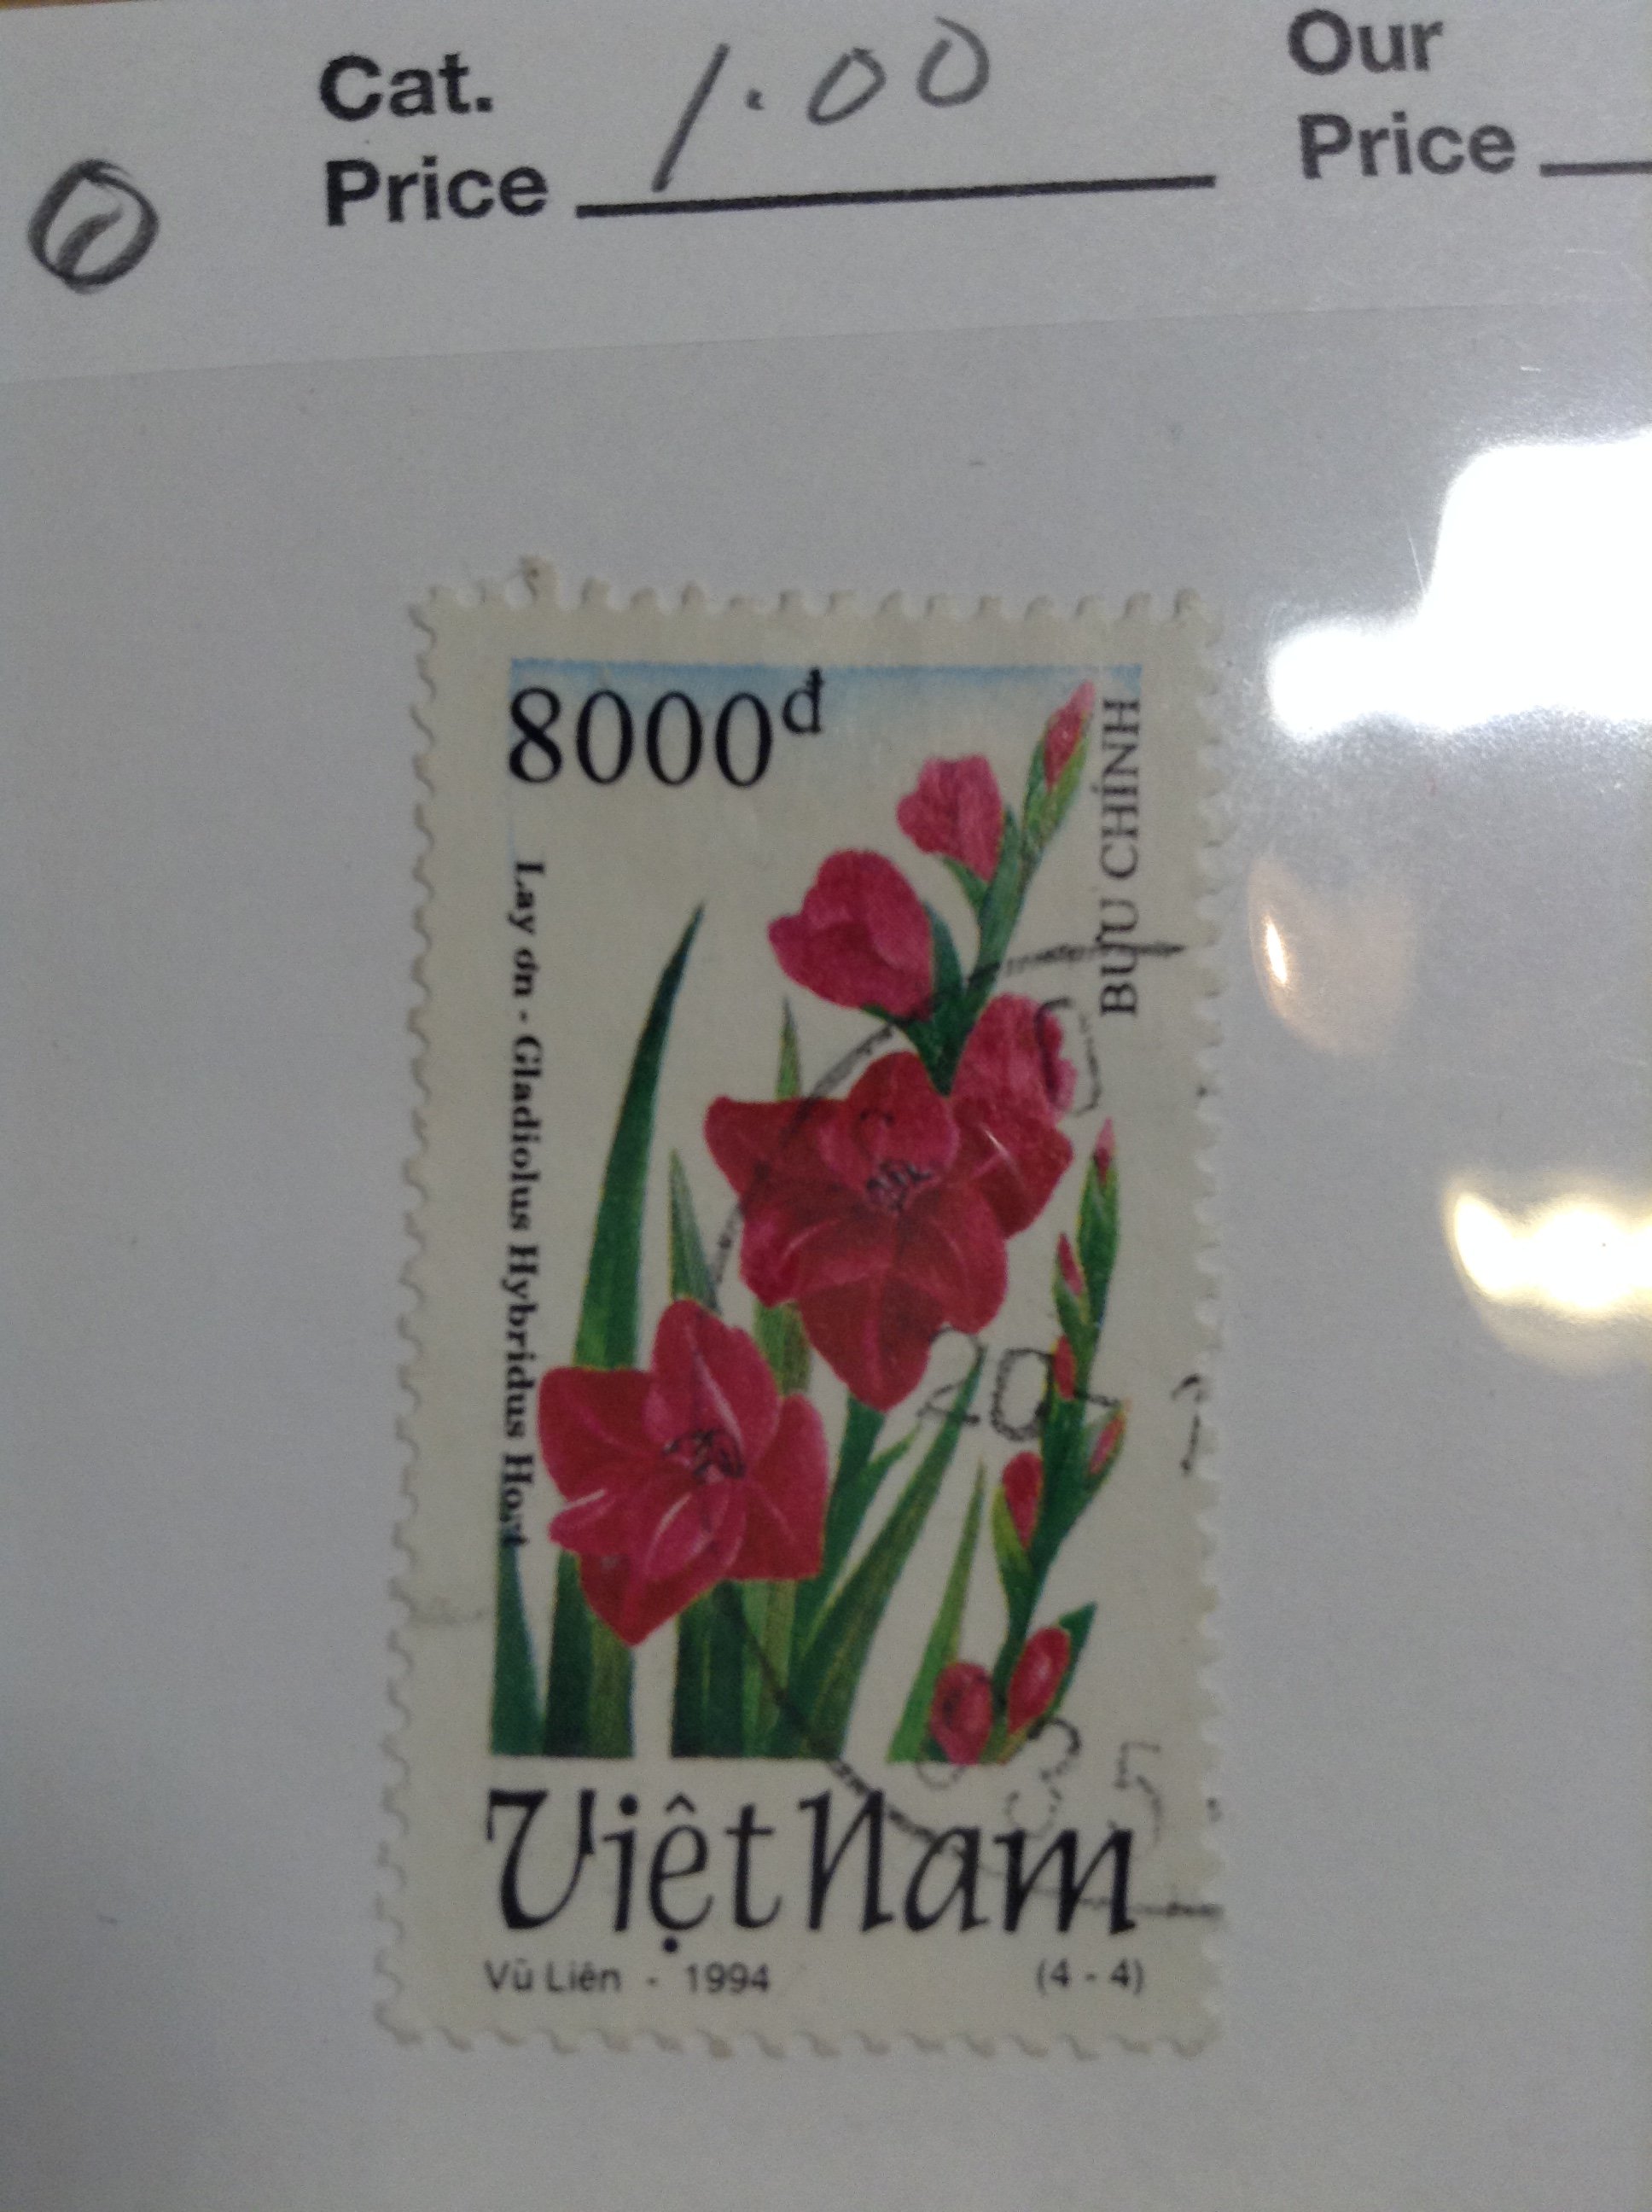 Cat.
Price 1.00
Our
Price
8000đ
BƯU CHÍNH
Lay ơn - Gladiolus Hybridus Hort
Việt Nam
Vũ Liên - 1994
(4 - 4)